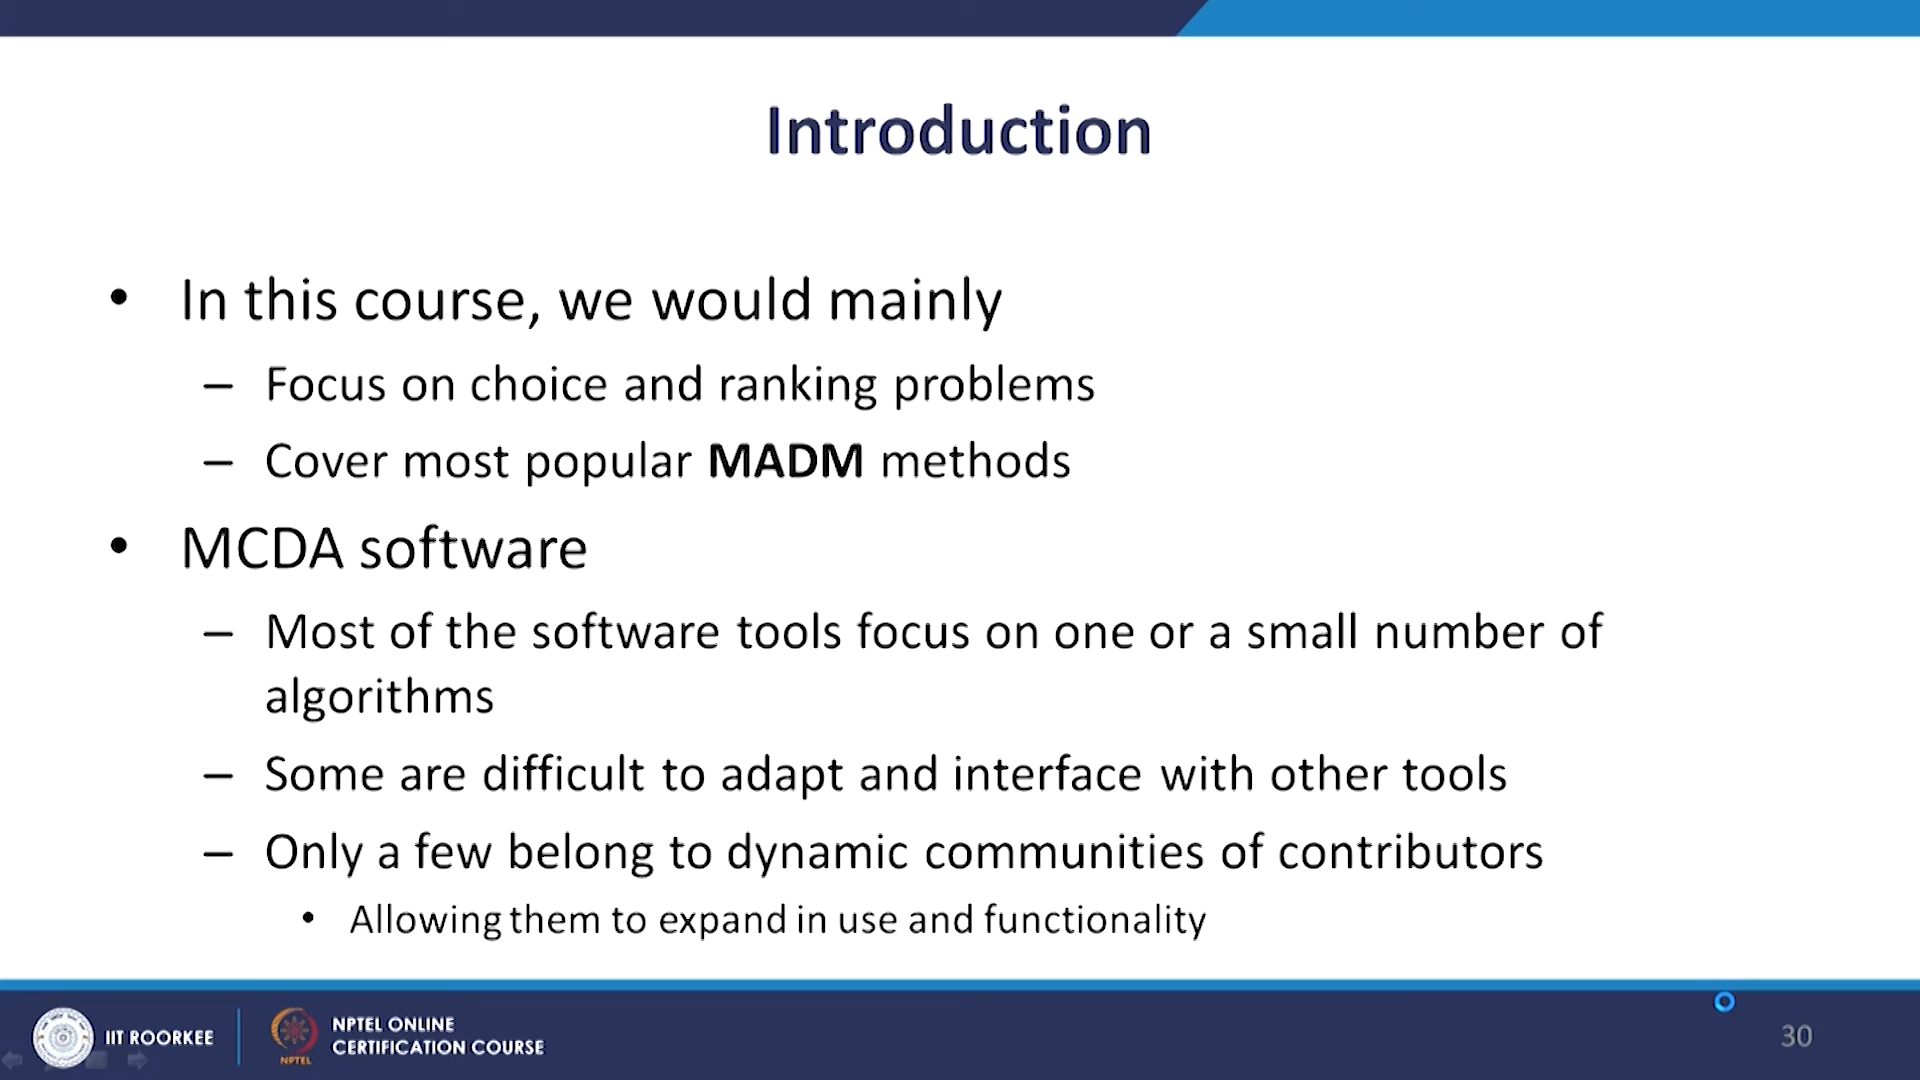 Introduction
• In this course, we would mainly
– Focus on choice and ranking problems
– Cover most popular MADM methods
• MCDA software
– Most of the software tools focus on one or a small number of
algorithms
– Some are difficult to adapt and interface with other tools
– Only a few belong to dynamic communities of contributors
• Allowing them to expand in use and functionality
IIT ROORKEE
NPTEL
NPTEL ONLINE
CERTIFICATION COURSE
30